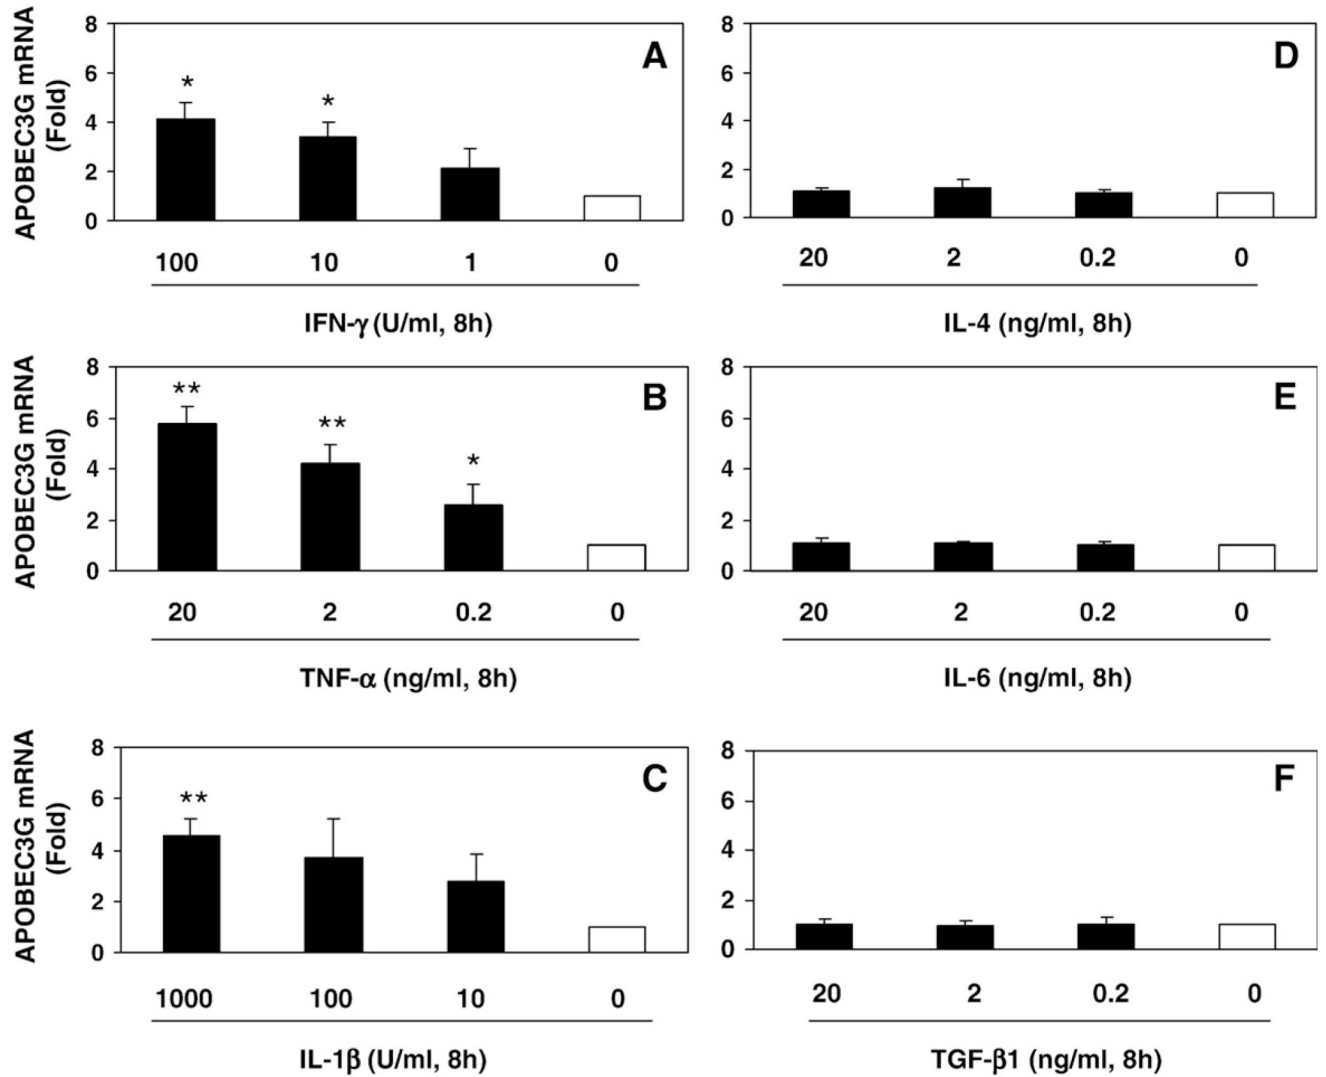 APOBEC3G mRNA
(Fold)
8
6
4
2
0
*
*
A
100 10 1 0
IFN-γ (U/ml, 8h)
8
6
4
2
0
D
20 2 0.2 0
IL-4 (ng/ml, 8h)
APOBEC3G mRNA
(Fold)
8
6
4
2
0
**
**
*
B
20 2 0.2 0
TNF-α (ng/ml, 8h)
8
6
4
2
0
E
20 2 0.2 0
IL-6 (ng/ml, 8h)
APOBEC3G mRNA
(Fold)
8
6
4
2
0
**
C
1000 100 10 0
IL-1β (U/ml, 8h)
8
6
4
2
0
F
20 2 0.2 0
TGF-β1 (ng/ml, 8h)